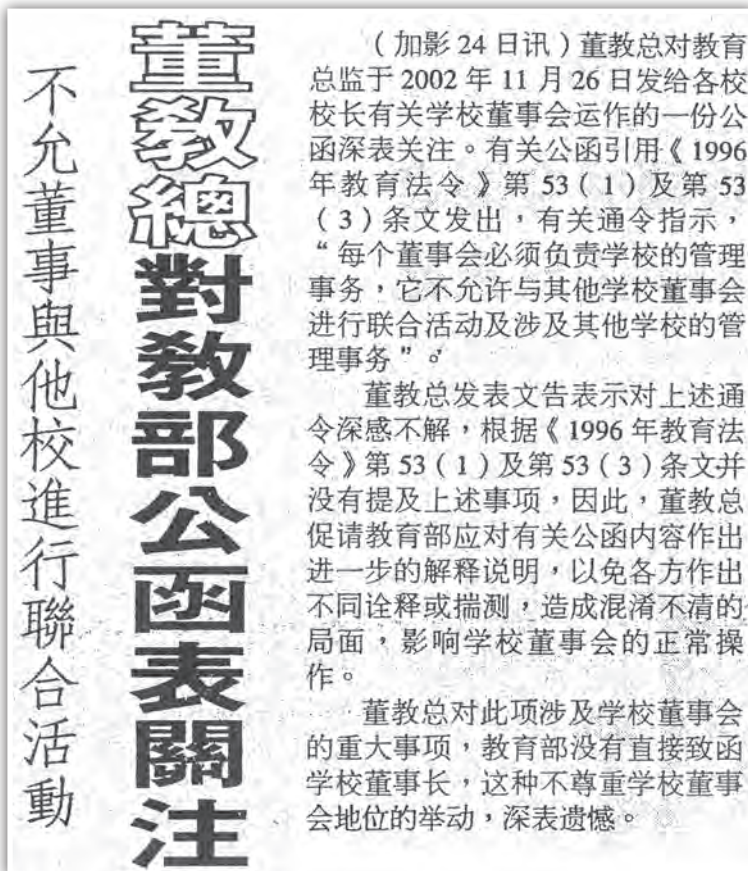 董教總對教部公函表關注
不允董事與他校進行聯合活動
（加影24日讯）董教总对教育
总监于2002年11月26日发给各校
校长有关学校董事会运作的一份公
函深表关注。有关公函引用《1996
年教育法令》第53（1）及第53
（3）条文发出，有关通令指示，
“每个董事会必须负责学校的管理
事务，它不允许与其他学校董事会
进行联合活动及涉及其他学校的管
理事务”。
董教总发表文告表示对上述通
令深感不解，根据《1996年教育法
令》第53（1）及第53（3）条文并
没有提及上述事项，因此，董教总
促请教育部应对有关公函内容作出
进一步的解释说明，以免各方作出
不同诠释或揣测，造成混淆不清的
局面，影响学校董事会的正常操
作。
董教总对此项涉及学校董事会
的重大事项，教育部没有直接致函
学校董事长，这种不尊重学校董事
会地位的举动，深表遗憾。